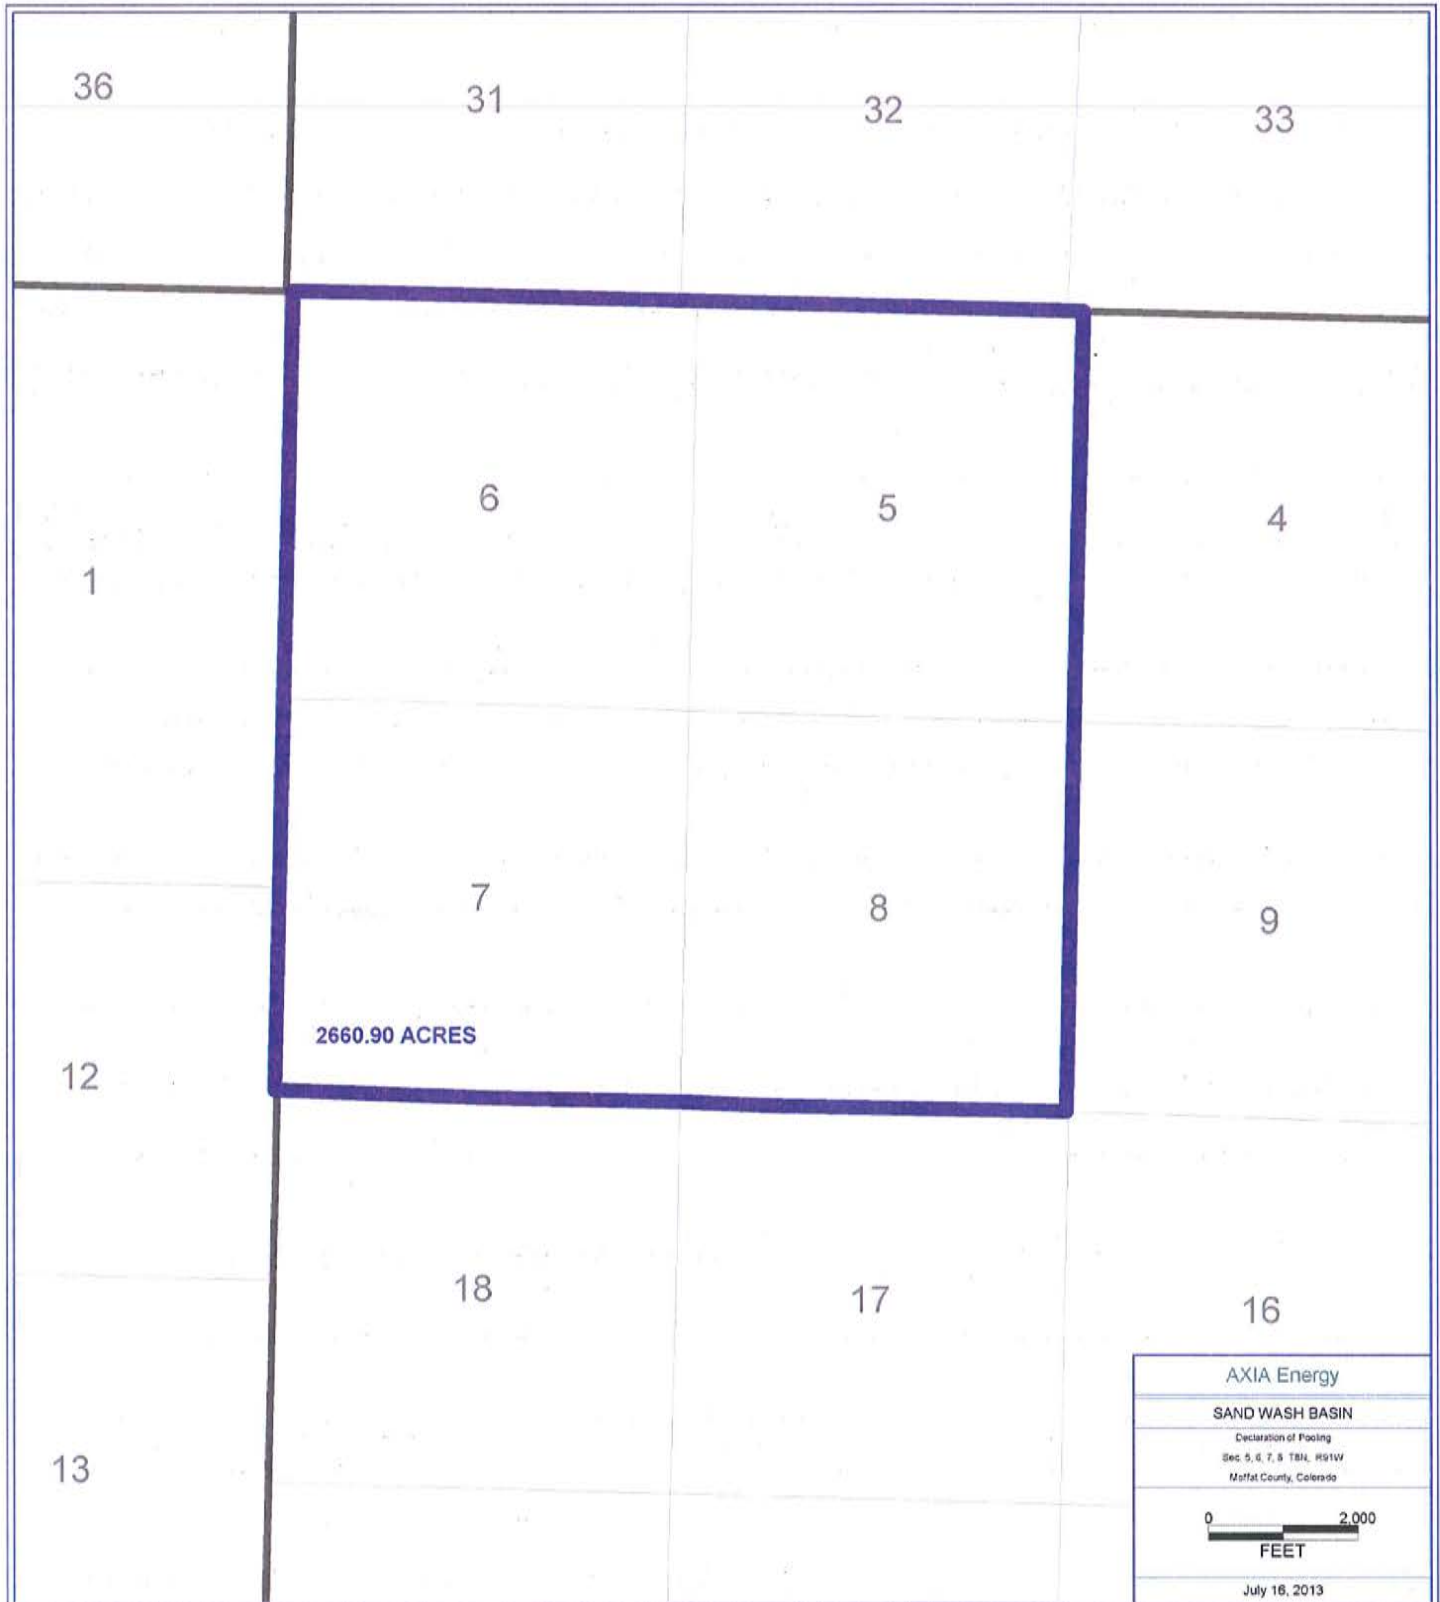 36
31
32
33
6
5
4
1
7
8
9
2660.90 ACRES
12
18
17
16
13
AXIA Energy
SAND WASH BASIN
Declaration of Pooling
Sec. 5, 6, 7, 8 T8N, R91W
Moffat County, Colorado
0 2,000
FEET
July 16, 2013